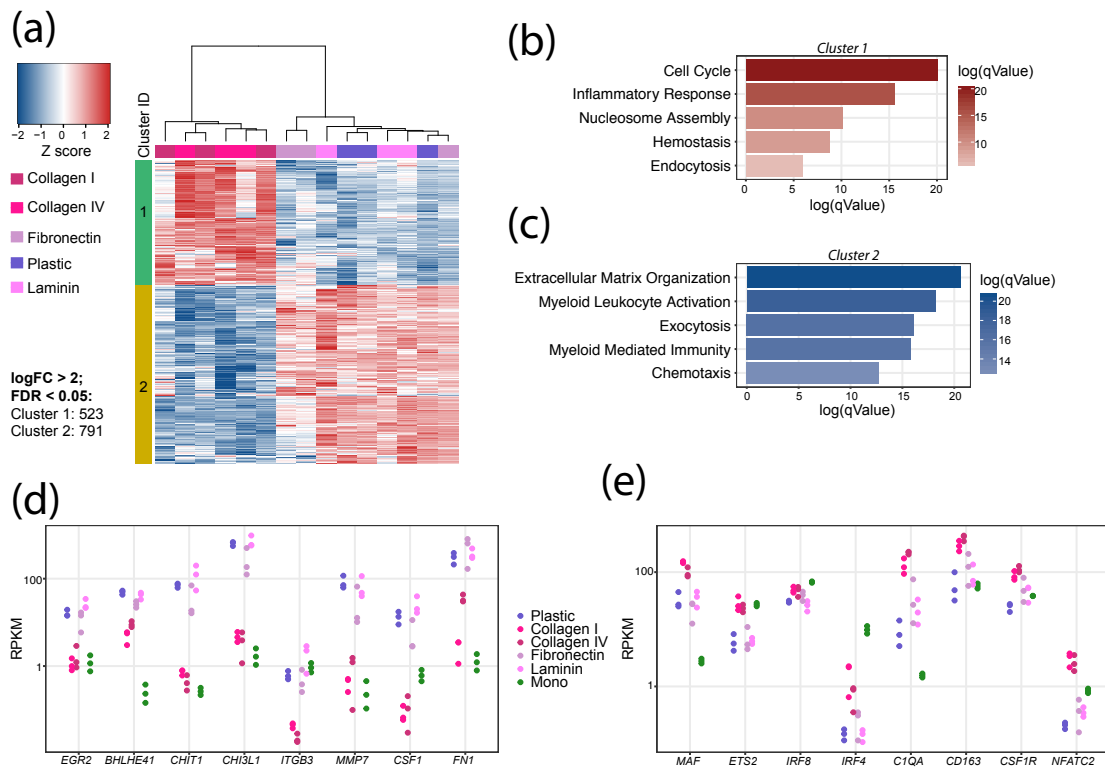 (a)
−2 −1 0 1 2
Z score
Cluster ID
Collagen I
Collagen IV
Fibronectin
Plastic
Laminin
1
2
logFC > 2;
FDR < 0.05:
Cluster 1: 523
Cluster 2: 791
(b)
Cluster 1
Cell Cycle
Inflammatory Response
Nucleosome Assembly
Hemostasis
Endocytosis
0 5 10 15 20
log(qValue)
log(qValue)
20
15
10
(c)
Cluster 2
Extracellular Matrix Organization
Myeloid Leukocyte Activation
Exocytosis
Myeloid Mediated Immunity
Chemotaxis
0 5 10 15 20
log(qValue)
log(qValue)
20
18
16
14
(d)
RPKM
100
1
EGR2 BHLHE41 CHIT1 CHI3L1 ITGB3 MMP7 CSF1 FN1
Plastic
Collagen I
Collagen IV
Fibronectin
Laminin
Mono
(e)
RPKM
100
1
MAF ETS2 IRF8 IRF4 C1QA CD163 CSF1R NFATC2